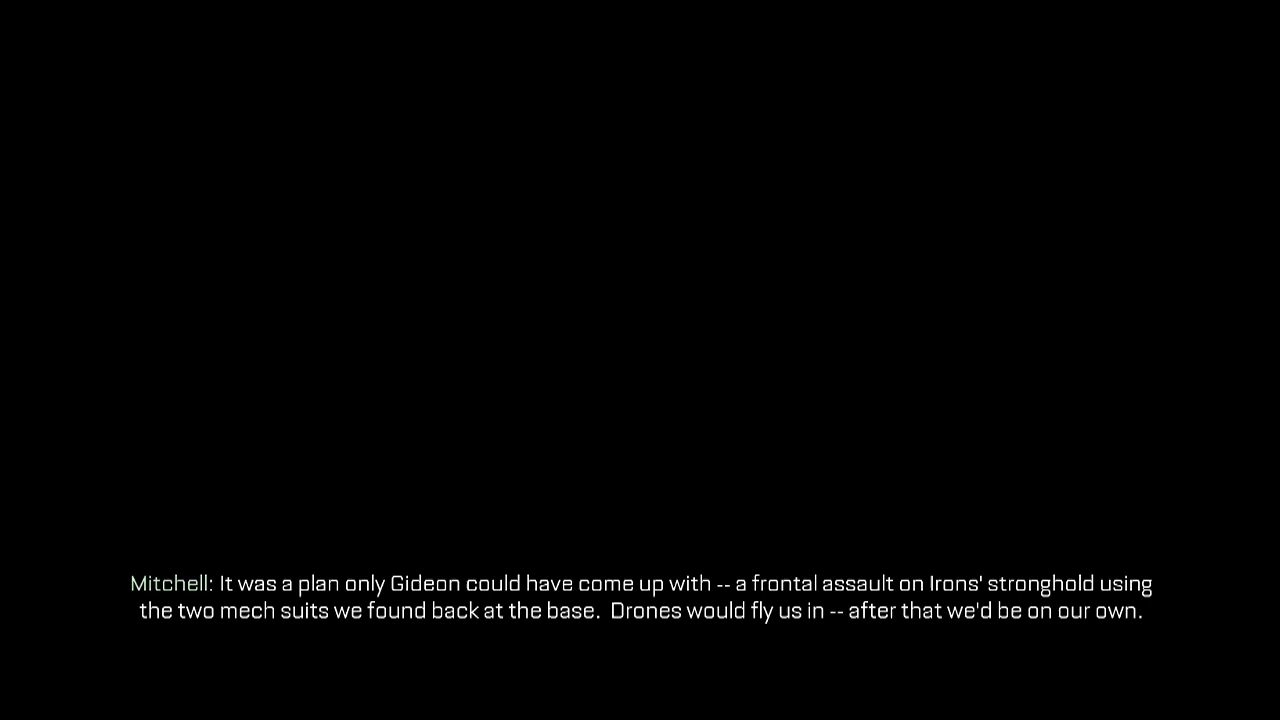 Mitchell: It was a plan only Gideon could have come up with -- a frontal assault on Irons' stronghold using
the two mech suits we found back at the base.  Drones would fly us in -- after that we'd be on our own.